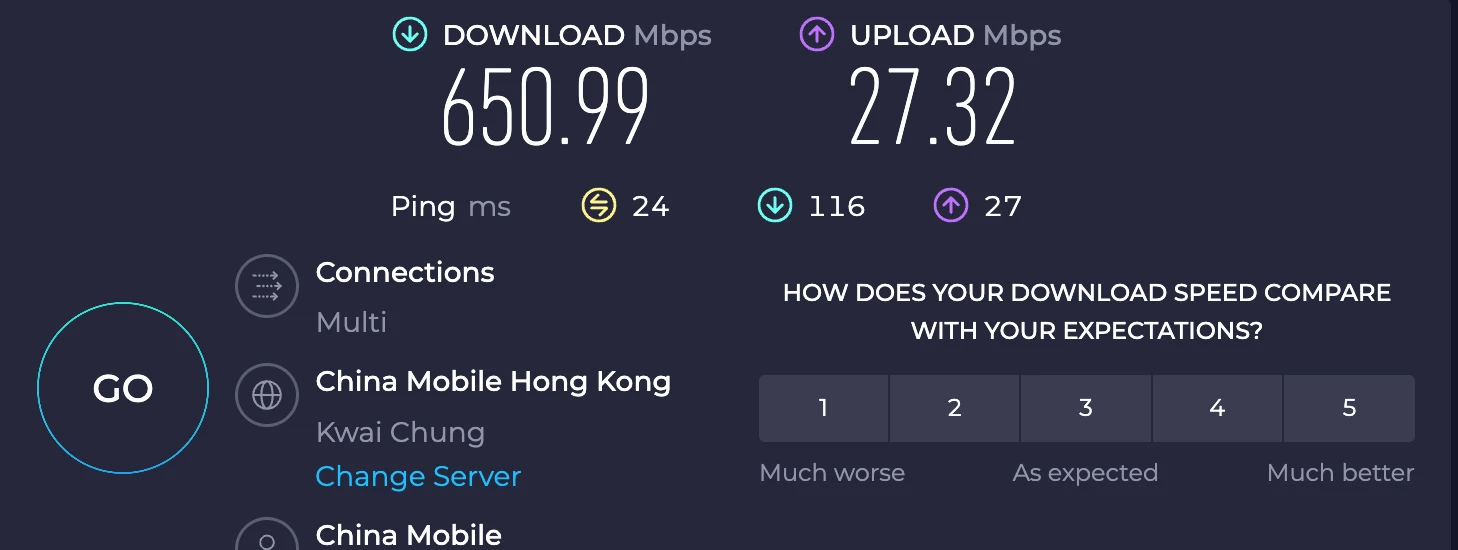 DOWNLOAD Mbps
650.99
UPLOAD Mbps
27.32
Ping ms 24 116 27
GO
Connections
Multi
China Mobile Hong Kong
Kwai Chung
Change Server
China Mobile
HOW DOES YOUR DOWNLOAD SPEED COMPARE
WITH YOUR EXPECTATIONS?
1 2 3 4 5
Much worse As expected Much better